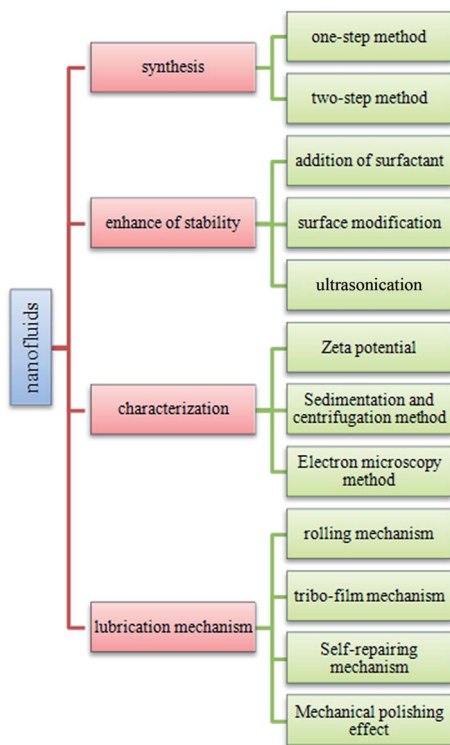 nanofluids
synthesis
one-step method
two-step method
enhance of stability
addition of surfactant
surface modification
ultrasonication
characterization
Zeta potential
Sedimentation and
centrifugation method
Electron microscopy
method
lubrication mechanism
rolling mechanism
tribo-film mechanism
Self-repairing
mechanism
Mechanical polishing
effect